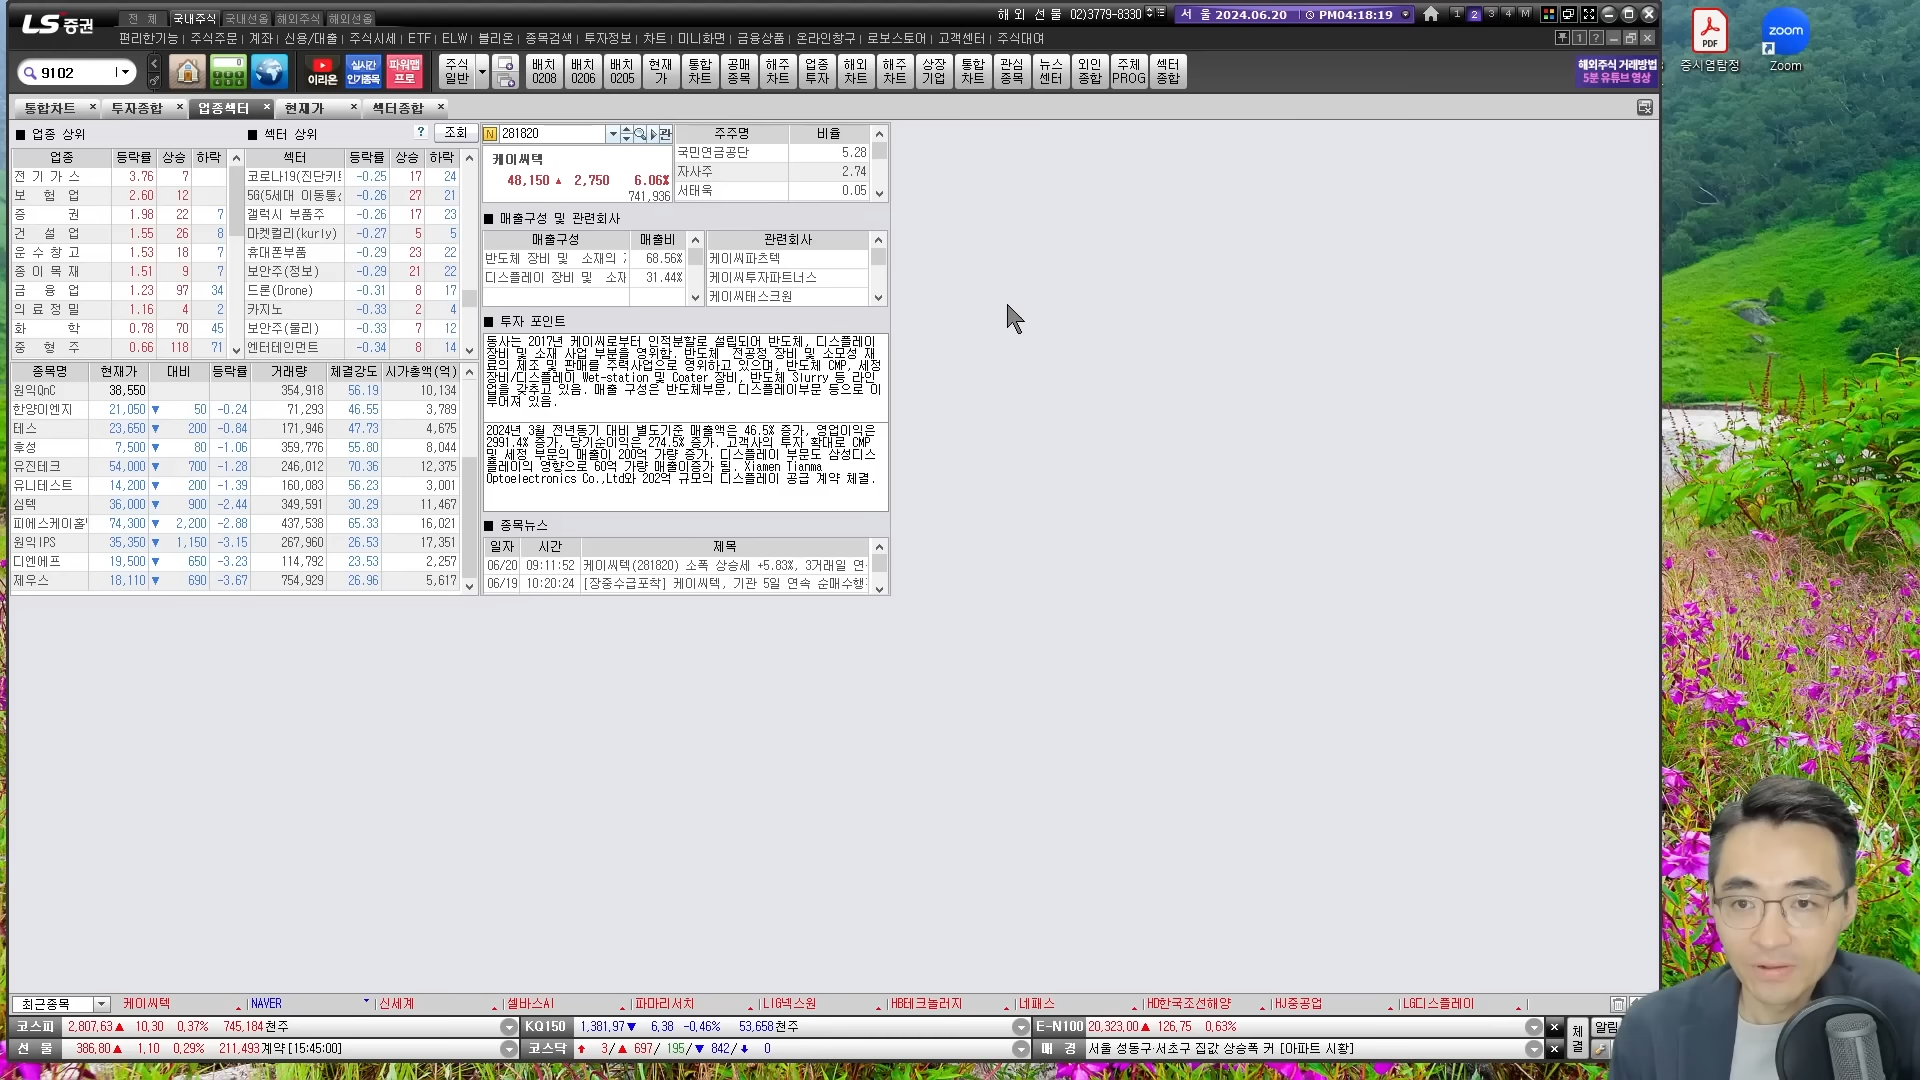 LS증권 전 체 국내주식 국내선옵 해외주식 해외선옵 해 외 선 물 02)3779-8330 서 울 2024.06.20 PM04:18:19 1 2 3 4 M
편리한기능 주식주문 계좌 신용/대출 주식시세 ETF ELW 블리온 종목검색 투자정보 차트 미니화면 금융상품 온라인창구 로보스토어 고객센터 주식대여
9102 이리온 실시간 인기종목 파워맵 프로 주식 일반 배치 0208 배치 0206 배치 0205 현재 가 통합 차트 공매 종목 해주 차트 업종 투자 해외 차트 해주 차트 상장 기업 통합 차트 관심 종목 뉴스 센터 외인 종합 주체 PROG 섹터 종합 해외주식 거래방법 5분 유튜브 영상
통합차트 투자종합 업종섹터 현재가 섹터종합
PDF 증시열탐정
zoom Zoom
■ 업종 상위 ■ 섹터 상위 ? 조회
업종 등락률 상승 하락 섹터 등락률 상승 하락
전 기 가 스 3.76 7 코로나19(진단키트 -0.25 17 24
보 험 업 2.60 12 5G(5세대 이동통신 -0.26 27 21
증 권 1.98 22 7 갤럭시 부품주 -0.26 17 23
건 설 업 1.55 26 8 마켓컬리(kurly) -0.27 5 5
운 수 창 고 1.53 18 7 휴대폰부품 -0.29 23 22
종 이 목 재 1.51 9 7 보안주(정보) -0.29 21 22
금 융 업 1.23 97 34 드론(Drone) -0.31 8 17
의 료 정 밀 1.16 4 2 카지노 -0.33 2 4
화 학 0.78 70 45 보안주(물리) -0.33 7 12
중 형 주 0.66 118 71 엔터테인먼트 -0.34 8 14
종목명 현재가 대비 등락률 거래량 체결강도 시가총액(억)
원익QnC 38,550 354,918 56.19 10,134
한양이엔지 21,050 ▼ 50 -0.24 71,293 46.55 3,789
테스 23,650 ▼ 200 -0.84 171,946 47.73 4,675
후성 7,500 ▼ 80 -1.06 359,776 55.80 8,044
유진테크 54,000 ▼ 700 -1.28 246,012 70.36 12,375
유니테스트 14,200 ▼ 200 -1.39 160,083 56.23 3,001
심텍 36,000 ▼ 900 -2.44 349,591 30.29 11,467
피에스케이홀 74,300 ▼ 2,200 -2.88 437,538 65.33 16,021
원익IPS 35,350 ▼ 1,150 -3.15 267,960 26.53 17,351
디엔에프 19,500 ▼ 650 -3.23 114,792 23.53 2,257
제우스 18,110 ▼ 690 -3.67 754,929 26.96 5,617
N 281820 관
케이씨텍
48,150 ▲ 2,750 6.06%
741,936
주주명 비율
국민연금공단 5.28
자사주 2.74
서태욱 0.05
■ 매출구성 및 관련회사
매출구성 매출비 관련회사
반도체 장비 및 소재의 68.56% 케이씨파츠텍
디스플레이 장비 및 소재 31.44% 케이씨투자파트너스
케이씨태스크원
■ 투자 포인트
동사는 2017년 케이씨로부터 인적분할로 설립되어 반도체, 디스플레이
장비 및 소재 사업 부분을 영위함. 반도체 전공정 장비 및 소모성 재
료의 제조 및 판매를 주력사업으로 영위하고 있으며, 반도체 CMP, 세정
장비/디스플레이 Wet-station 및 Coater 장비, 반도체 Slurry 등 라인
업을 갖추고 있음. 매출 구성은 반도체부문, 디스플레이부문 등으로 이
루어져 있음.
2024년 3월 전년동기 대비 별도기준 매출액은 46.5% 증가, 영업이익은
2991.4% 증가, 당기순이익은 274.5% 증가. 고객사의 투자 확대로 CMP
및 세정 부문의 매출이 200억 가량 증가. 디스플레이 부문도 삼성디스
플레이의 영향으로 60억 가량 매출이증가 됨. Xiamen Tianma
Optoelectronics Co.,Ltd와 202억 규모의 디스플레이 공급 계약 체결.
■ 종목뉴스
일자 시간 제목
06/20 09:11:52 케이씨텍(281820) 소폭 상승세 +5.83%, 3거래일 연
06/19 10:20:24 [장중수급포착] 케이씨텍, 기관 5일 연속 순매수행
최근종목 케이씨텍 NAVER 신세계 셀바스AI 파마리서치 LIG넥스원 HB테크놀러지 네패스 HD한국조선해양 HJ중공업 LG디스플레이
코스피 2,807,63▲ 10,30 0,37% 745,184천주 KQ150 1,381,97▼ 6,38 -0,46% 53,658천주 E-N100 20,323,00▲ 126,75 0,63% 체결 알림
선 물 386,80▲ 1,10 0,29% 211,493계약 [15:45:00] 코스닥 ↑ 3/▲ 697/ 195/▼ 842/↓ 0 매 경 서울 성동구·서초구 집값 상승폭 커 [아파트 시황]